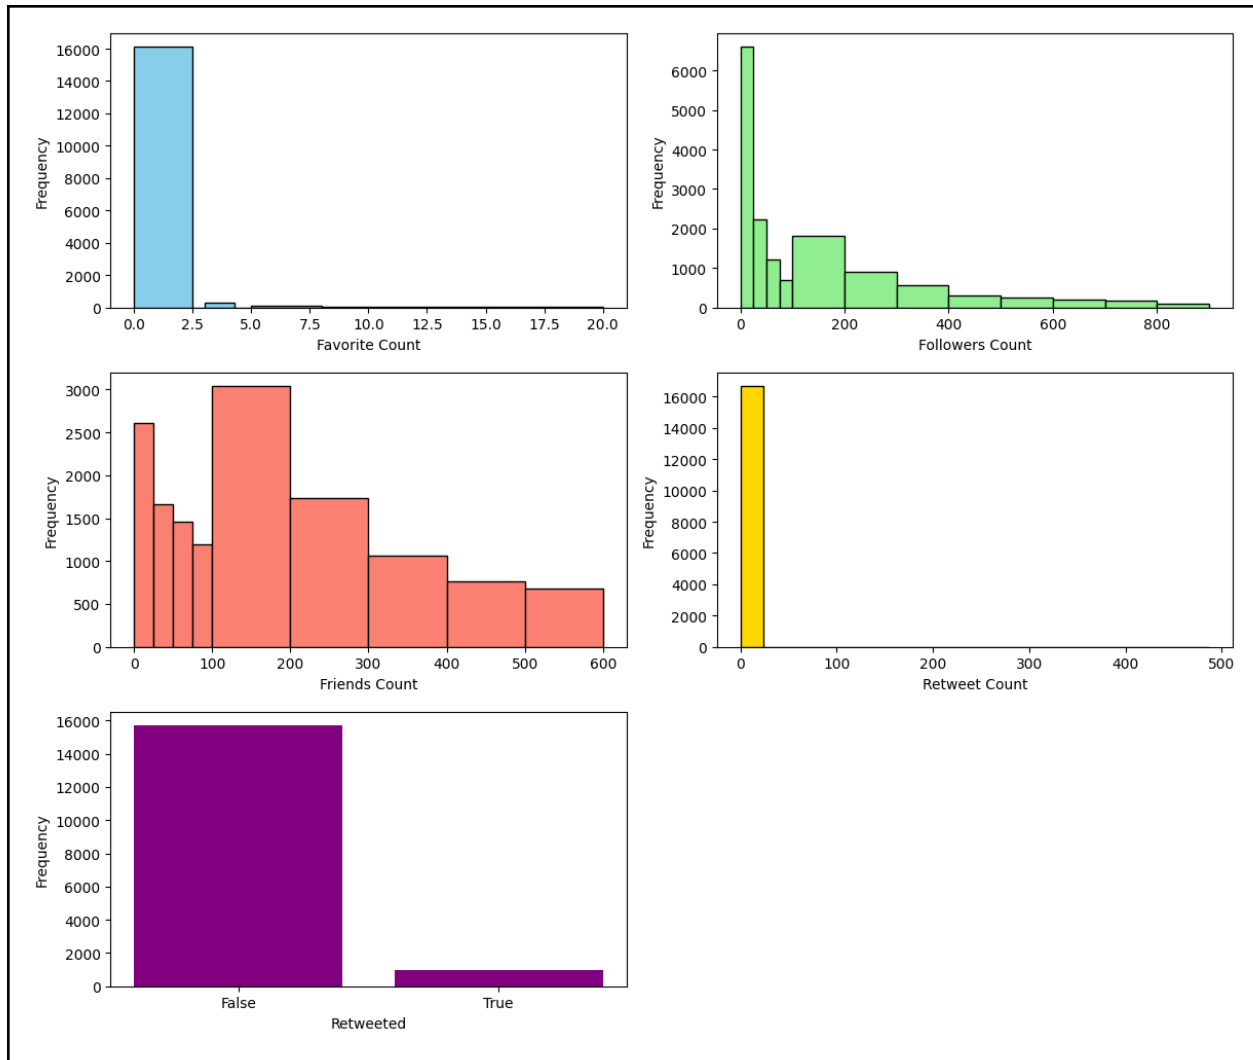 Frequency
16000
14000
12000
10000
8000
6000
4000
2000
0
0.0 2.5 5.0 7.5 10.0 12.5 15.0 17.5 20.0
Favorite Count
Frequency
6000
5000
4000
3000
2000
1000
0
0 200 400 600 800
Followers Count
Frequency
3000
2500
2000
1500
1000
500
0
0 100 200 300 400 500 600
Friends Count
Frequency
16000
14000
12000
10000
8000
6000
4000
2000
0
0 100 200 300 400 500
Retweet Count
Frequency
16000
14000
12000
10000
8000
6000
4000
2000
0
False True
Retweeted